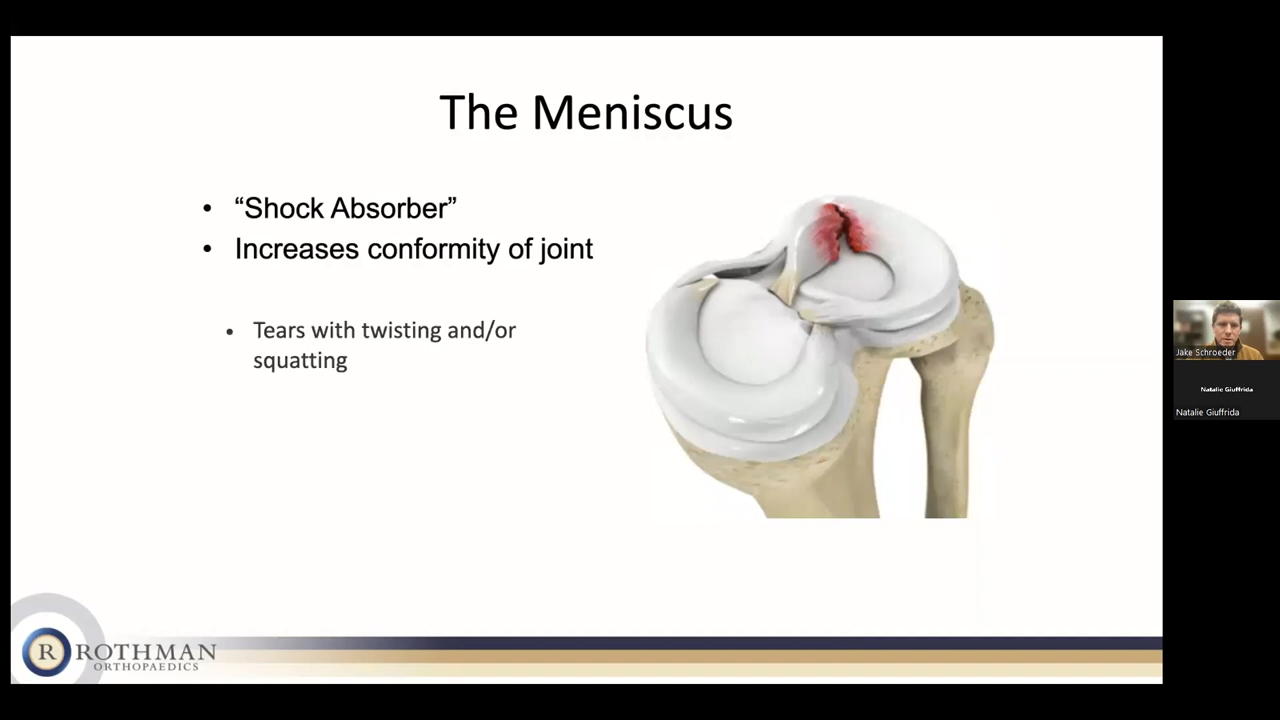 The Meniscus
• “Shock Absorber”
• Increases conformity of joint
• Tears with twisting and/or
squatting
R ROTHMAN
ORTHOPAEDICS
Jake Schroeder
Natalie Giuffrida
Natalie Giuffrida